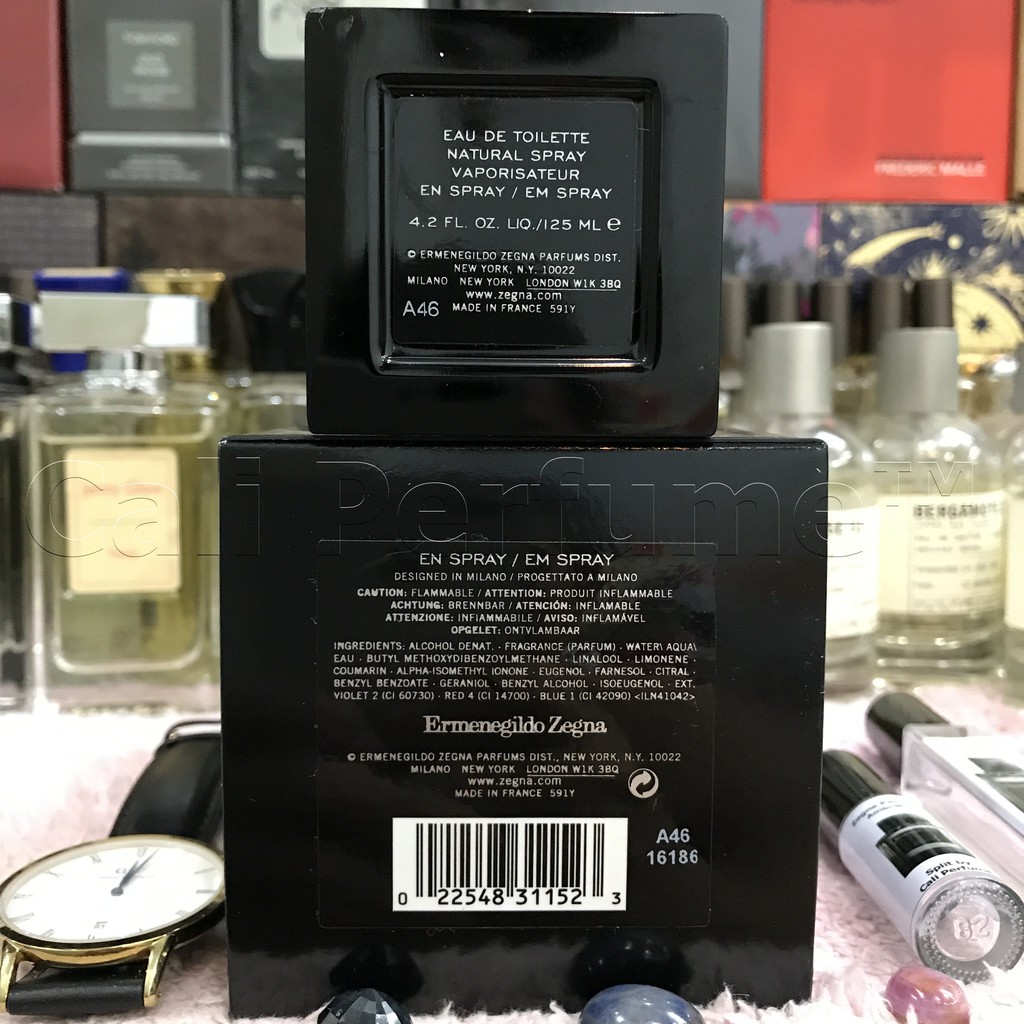 FREDERIC MALLE
EAU DE TOILETTE
NATURAL SPRAY
VAPORISATEUR
EN SPRAY / EM SPRAY
4.2 FL. OZ. LIQ./125 ML ℮
© ERMENEGILDO ZEGNA PARFUMS DIST.
NEW YORK, N.Y. 10022
MILANO NEW YORK LONDON W1K 3BQ
www.zegna.com
A46 MADE IN FRANCE 591Y
Cali Perfume™
BERGAMOTE
EN SPRAY / EM SPRAY
DESIGNED IN MILANO / PROGETTATO A MILANO
CAUTION: FLAMMABLE / ATTENTION: PRODUIT INFLAMMABLE
ACHTUNG: BRENNBAR / ATENCIÓN: INFLAMABLE
ATTENZIONE: INFIAMMABILE / AVISO: INFLAMÁVEL
OPGELET: ONTVLAMBAAR
INGREDIENTS: ALCOHOL DENAT. · FRAGRANCE (PARFUM) · WATER\ AQUA\
EAU · BUTYL METHOXYDIBENZOYLMETHANE · LINALOOL · LIMONENE ·
COUMARIN · ALPHA-ISOMETHYL IONONE · EUGENOL · FARNESOL · CITRAL ·
BENZYL BENZOATE · GERANIOL · BENZYL ALCOHOL · ISOEUGENOL · EXT.
VIOLET 2 (CI 60730) · RED 4 (CI 14700) · BLUE 1 (CI 42090) <ILN41042>
Ermenegildo Zegna
© ERMENEGILDO ZEGNA PARFUMS DIST., NEW YORK, N.Y. 10022
MILANO NEW YORK LONDON W1K 3BQ
www.zegna.com
MADE IN FRANCE 591Y
A46
16186
0 22548 31152 3
Split by
Cali Perfume
82